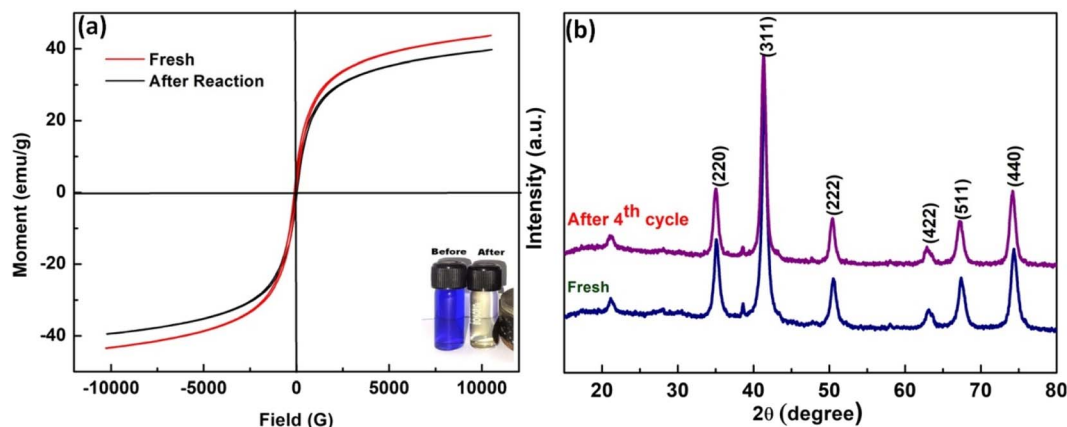 (a)
Fresh
After Reaction
Moment (emu/g)
40
20
0
-20
-40
Before After
-10000 -5000 0 5000 10000
Field (G)
(b)
Intensity (a.u.)
(220)
(311)
(222)
(422)
(511)
(440)
After 4th cycle
Fresh
20 30 40 50 60 70 80
2θ (degree)